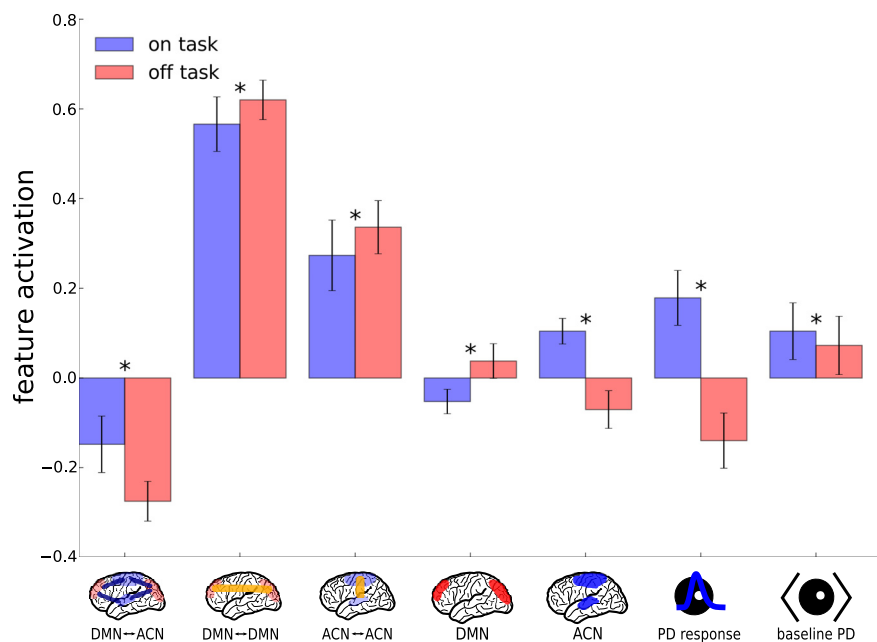 0.8
on task
off task
*
0.6
0.4
*
feature activation
0.2
*
*
*
*
0.0
*
−0.2
−0.4
DMN↔ACN
DMN↔DMN
ACN↔ACN
DMN
ACN
PD response
baseline PD